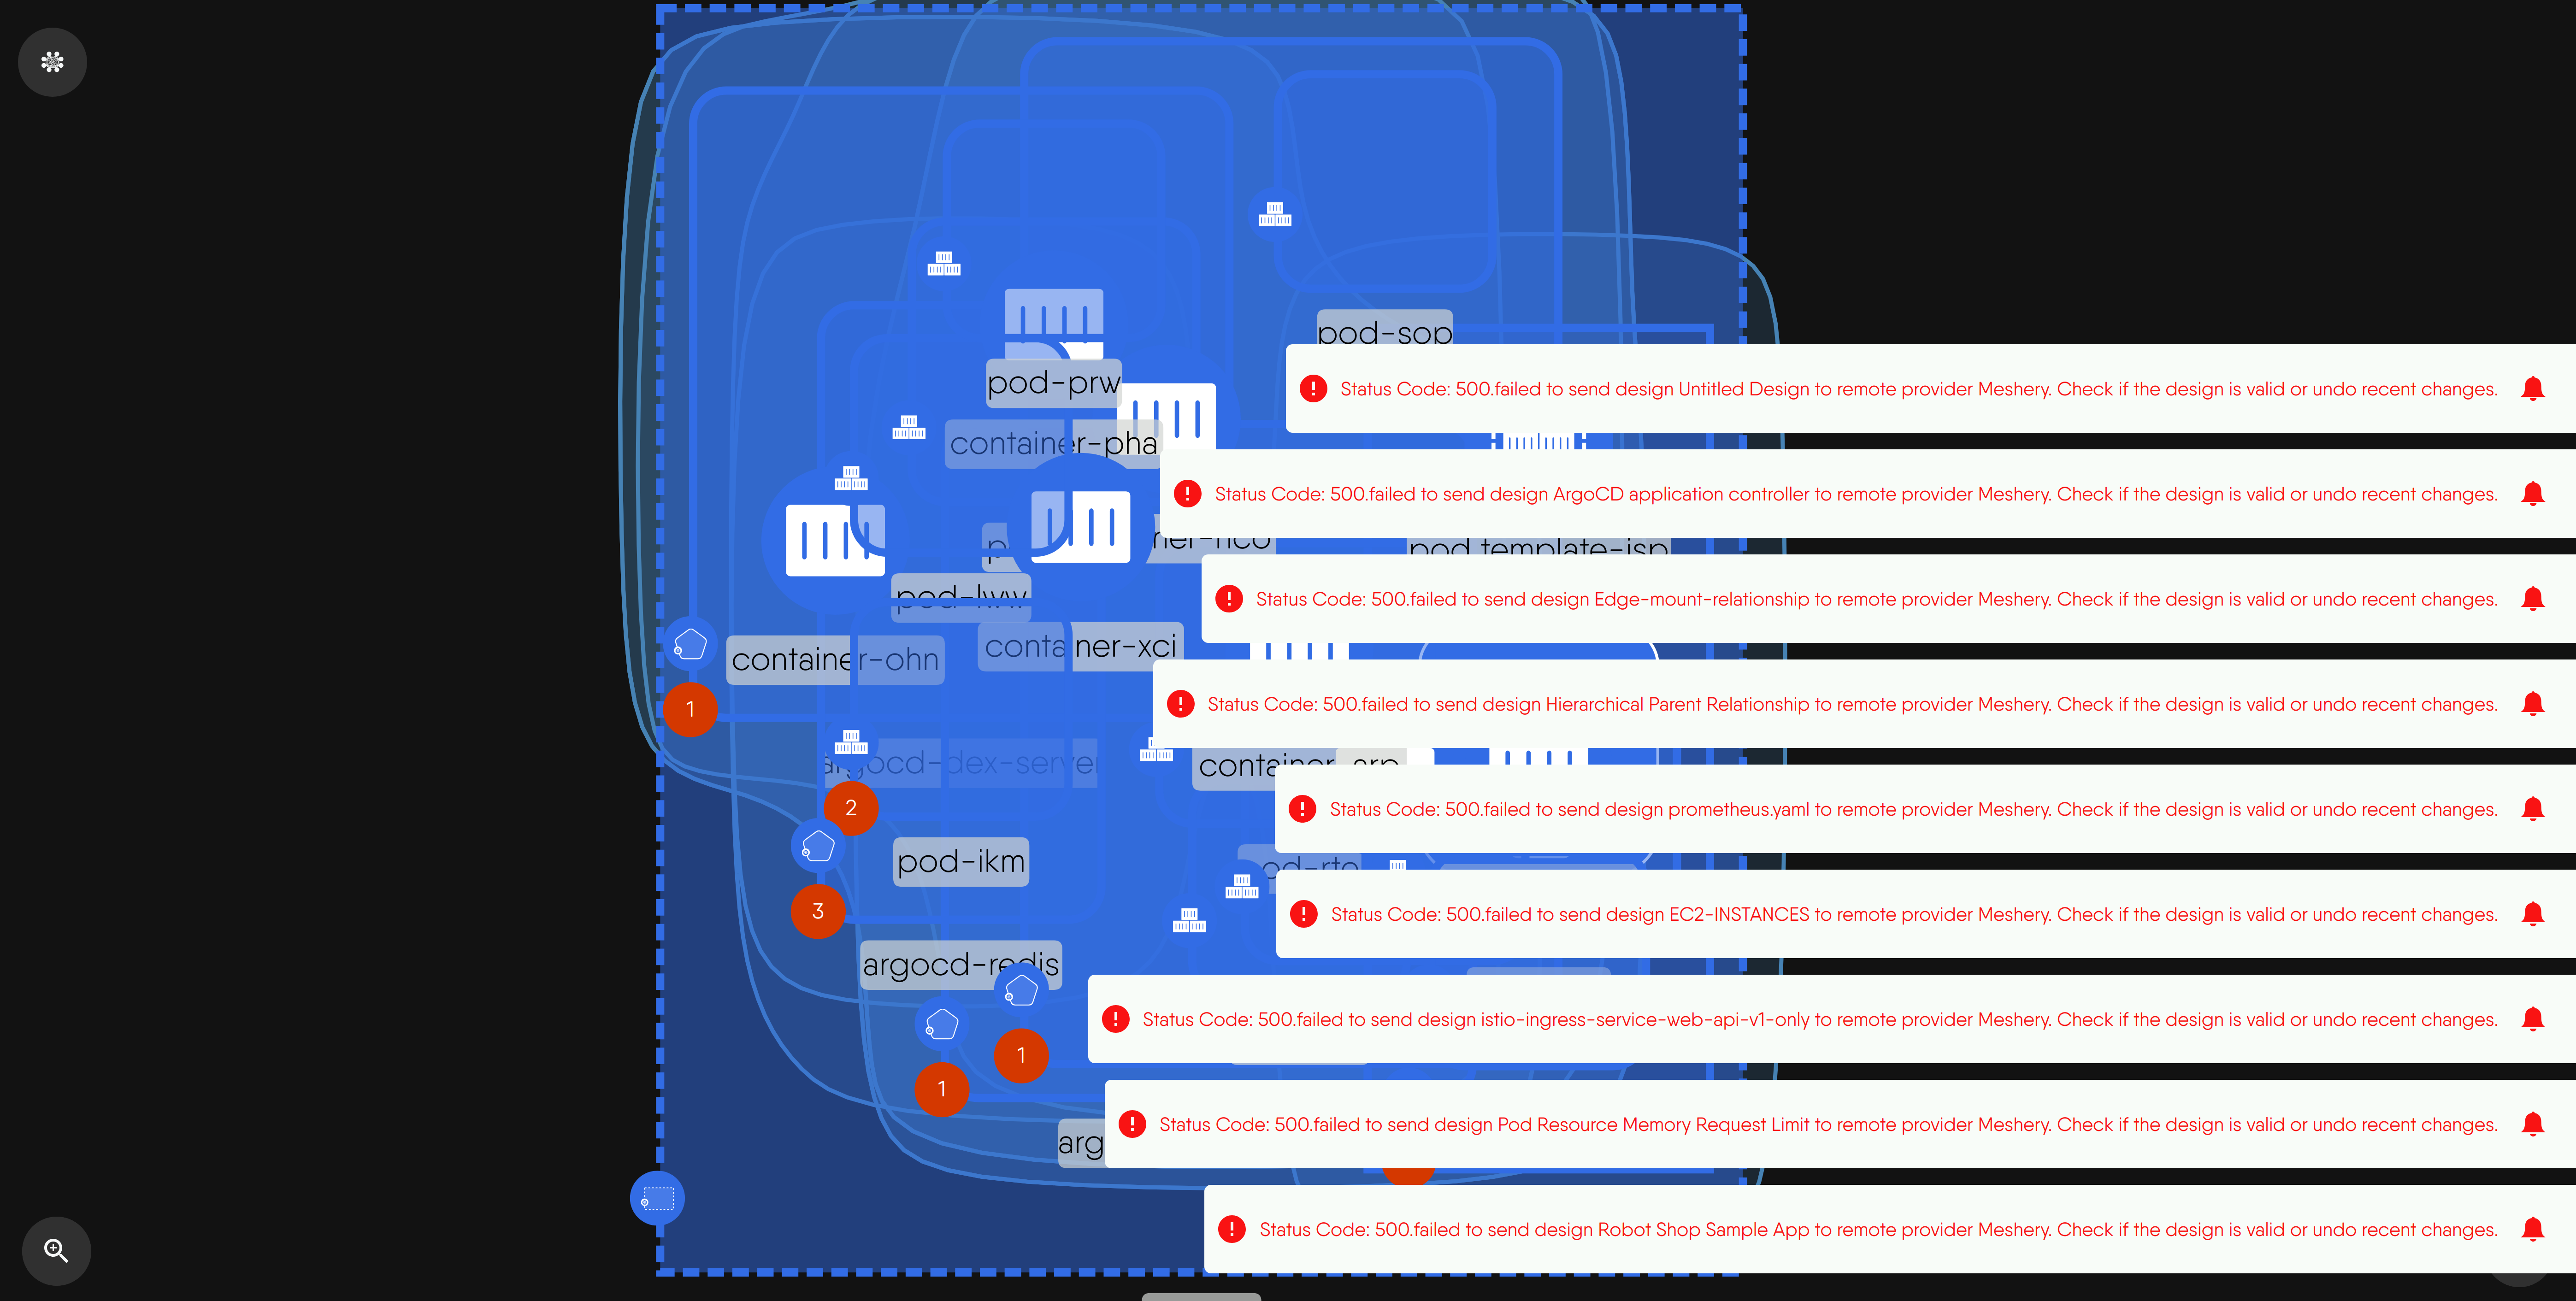 pod-sop
Status Code: 500.failed to send design Untitled Design to remote provider Meshery. Check if the design is valid or undo recent changes.
pod-prw
container-pha
Status Code: 500.failed to send design ArgoCD application controller to remote provider Meshery. Check if the design is valid or undo recent changes.
pod template-isp
pod-lww
Status Code: 500.failed to send design Edge-mount-relationship to remote provider Meshery. Check if the design is valid or undo recent changes.
container-ohn
container-xci
1
Status Code: 500.failed to send design Hierarchical Parent Relationship to remote provider Meshery. Check if the design is valid or undo recent changes.
argocd-dex-server
container-arp
2
Status Code: 500.failed to send design prometheus.yaml to remote provider Meshery. Check if the design is valid or undo recent changes.
pod-ikm
3
Status Code: 500.failed to send design EC2-INSTANCES to remote provider Meshery. Check if the design is valid or undo recent changes.
argocd-redis
Status Code: 500.failed to send design istio-ingress-service-web-api-v1-only to remote provider Meshery. Check if the design is valid or undo recent changes.
1
1
Status Code: 500.failed to send design Pod Resource Memory Request Limit to remote provider Meshery. Check if the design is valid or undo recent changes.
arg
Status Code: 500.failed to send design Robot Shop Sample App to remote provider Meshery. Check if the design is valid or undo recent changes.